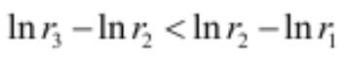 ln r₃ − ln r₂ < ln r₂ − ln r₁